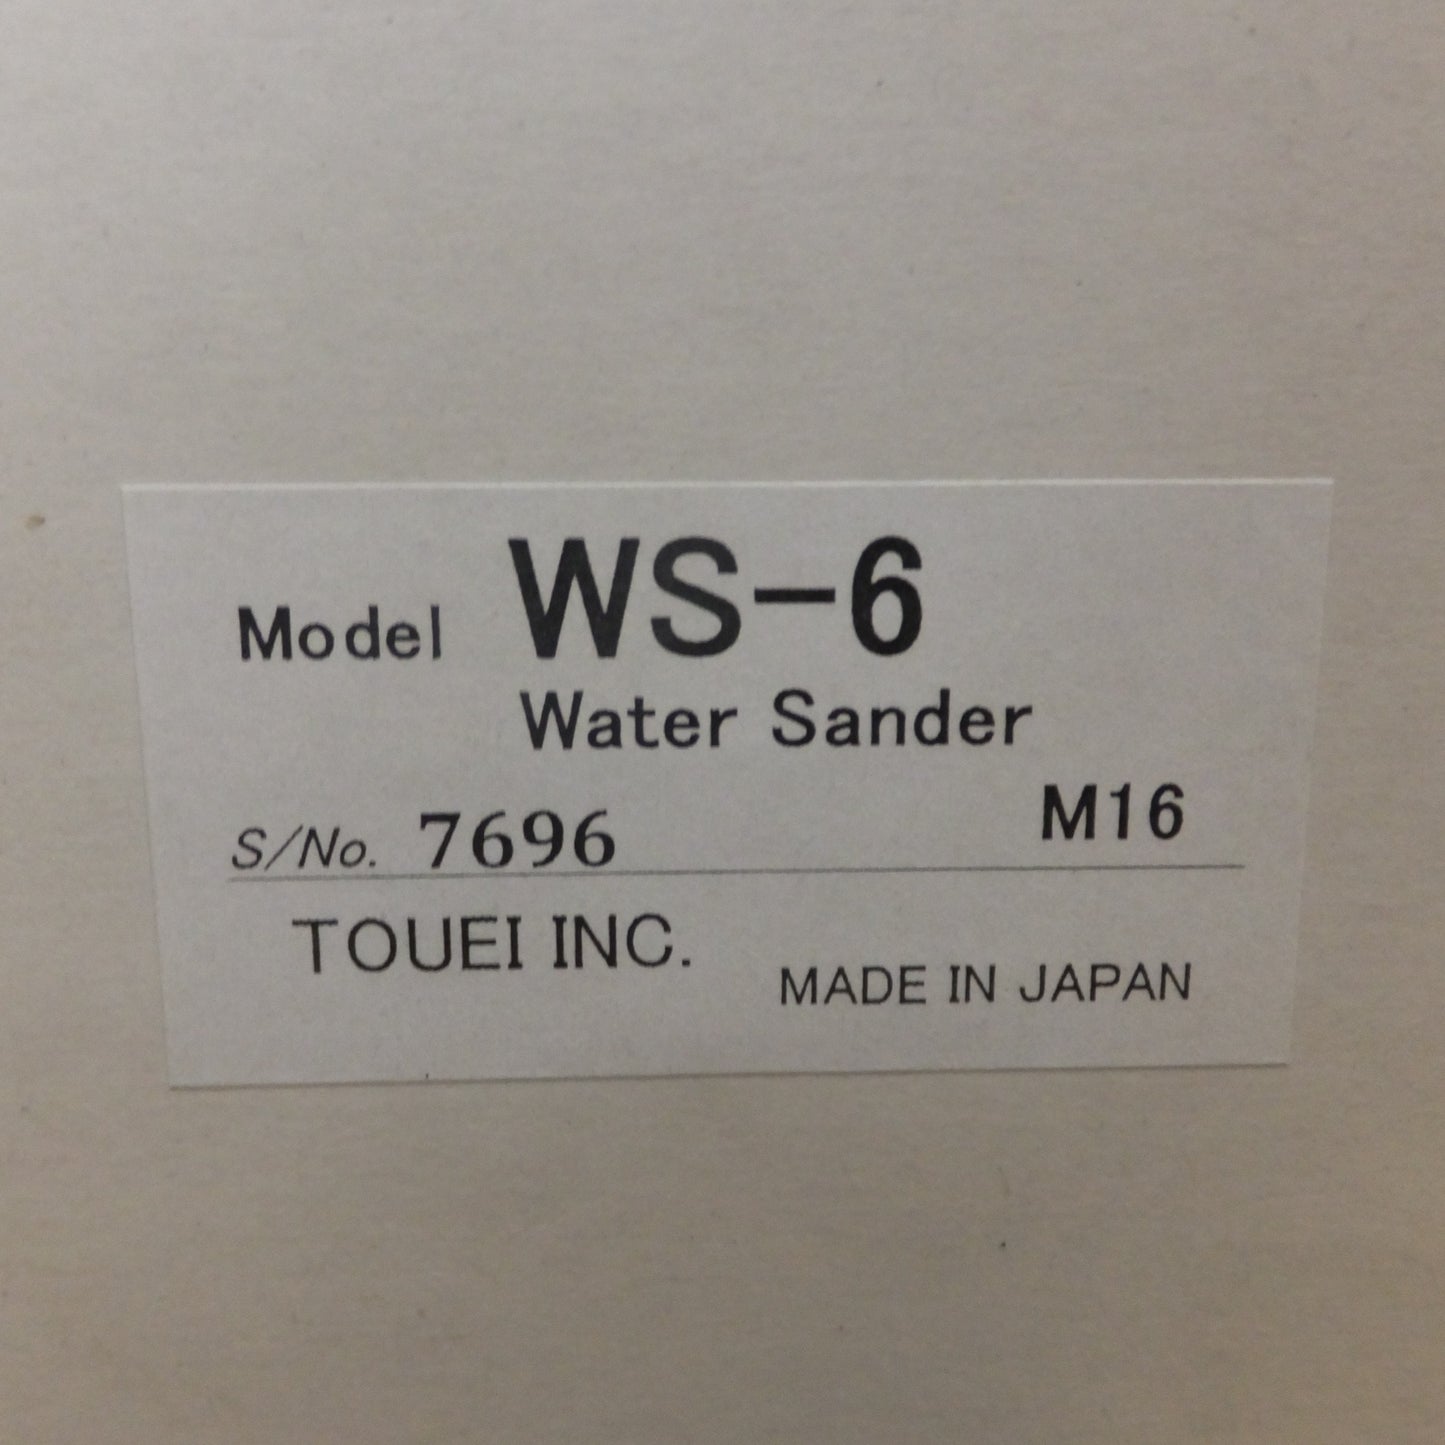 Model WS-6
Water Sander
S/No. 7696 M16
TOUEI INC.
MADE IN JAPAN